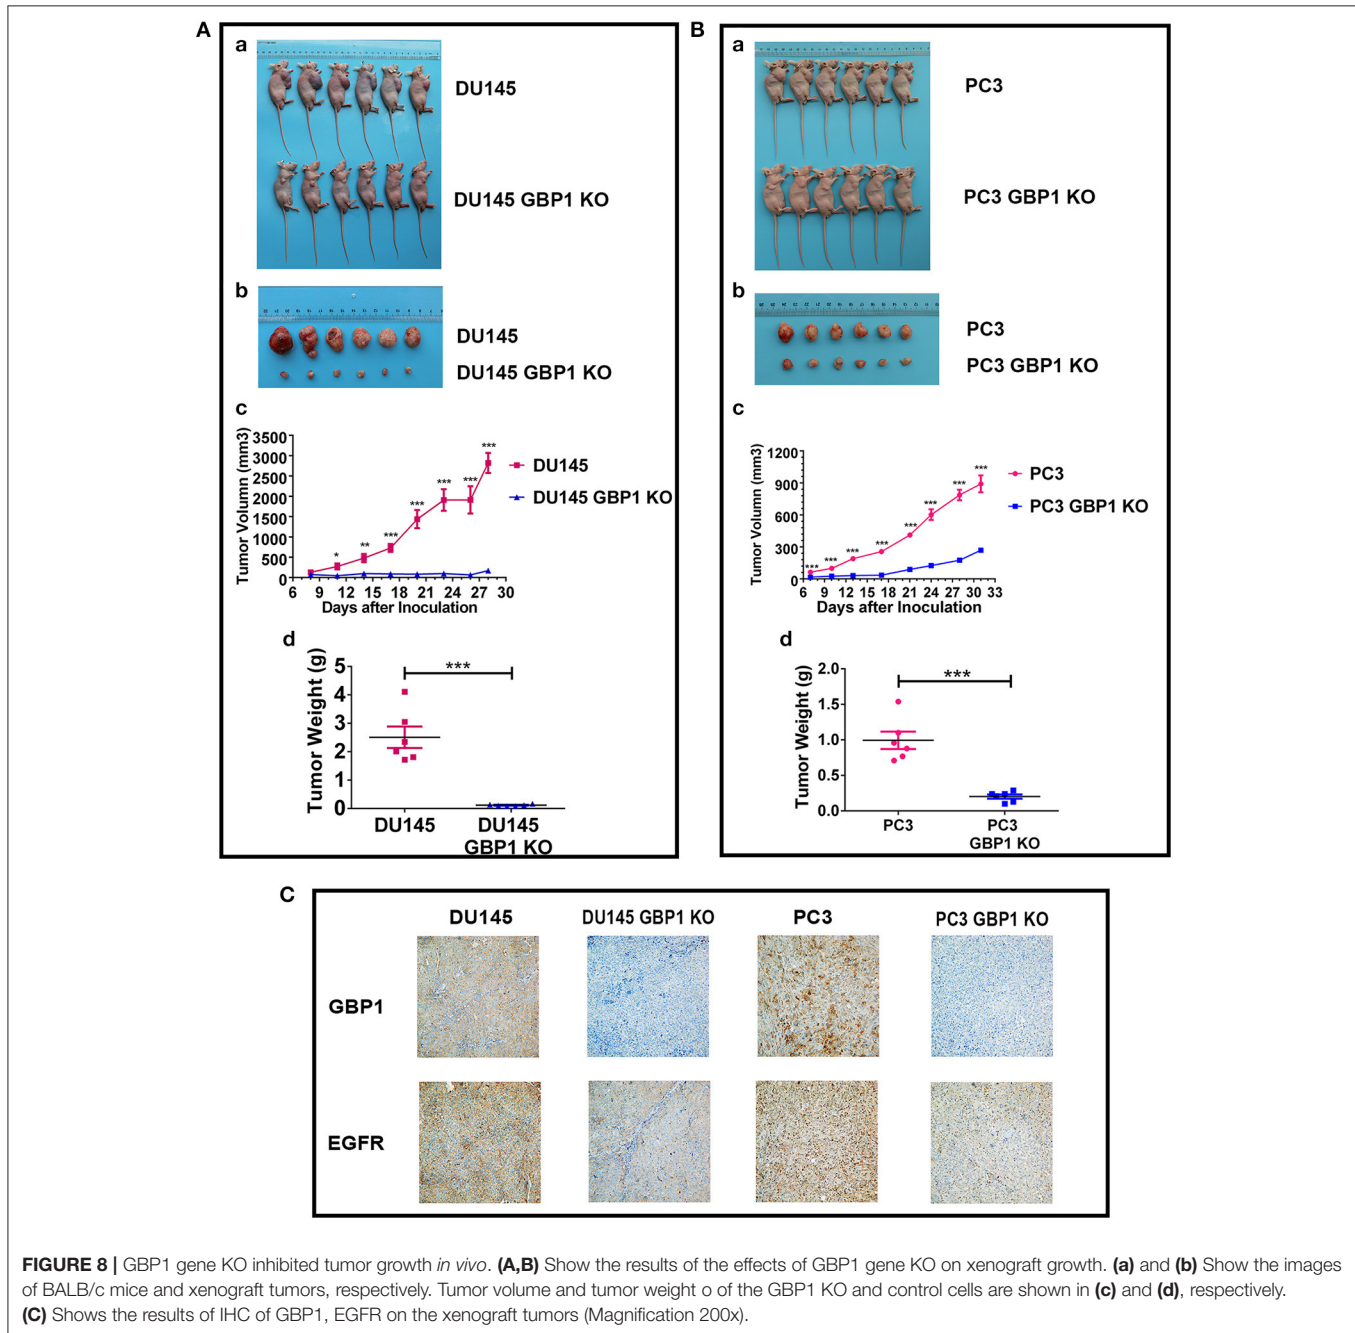 A
a
DU145
DU145 GBP1 KO
b
DU145
DU145 GBP1 KO
c
Tumor Volumn (mm3)
3500
3000
2500
2000
1500
1000
500
0
*
**
***
***
***
***
***
DU145
DU145 GBP1 KO
6 9 12 15 18 21 24 27 30
Days after Inoculation
d
Tumor Weight (g)
5
4
3
2
1
0
***
DU145
DU145
GBP1 KO
B
a
PC3
PC3 GBP1 KO
b
PC3
PC3 GBP1 KO
c
Tumor Volumn (mm3)
1200
900
600
300
0
***
***
***
***
***
***
***
***
PC3
PC3 GBP1 KO
6 9 12 15 18 21 24 27 30 33
Days after Inoculation
d
Tumor Weight (g)
2.0
1.5
1.0
0.5
0.0
***
PC3
PC3
GBP1 KO
C
DU145 DU145 GBP1 KO PC3 PC3 GBP1 KO
GBP1
EGFR
FIGURE 8 | GBP1 gene KO inhibited tumor growth in vivo. (A,B) Show the results of the effects of GBP1 gene KO on xenograft growth. (a) and (b) Show the images
of BALB/c mice and xenograft tumors, respectively. Tumor volume and tumor weight o of the GBP1 KO and control cells are shown in (c) and (d), respectively.
(C) Shows the results of IHC of GBP1, EGFR on the xenograft tumors (Magnification 200x).